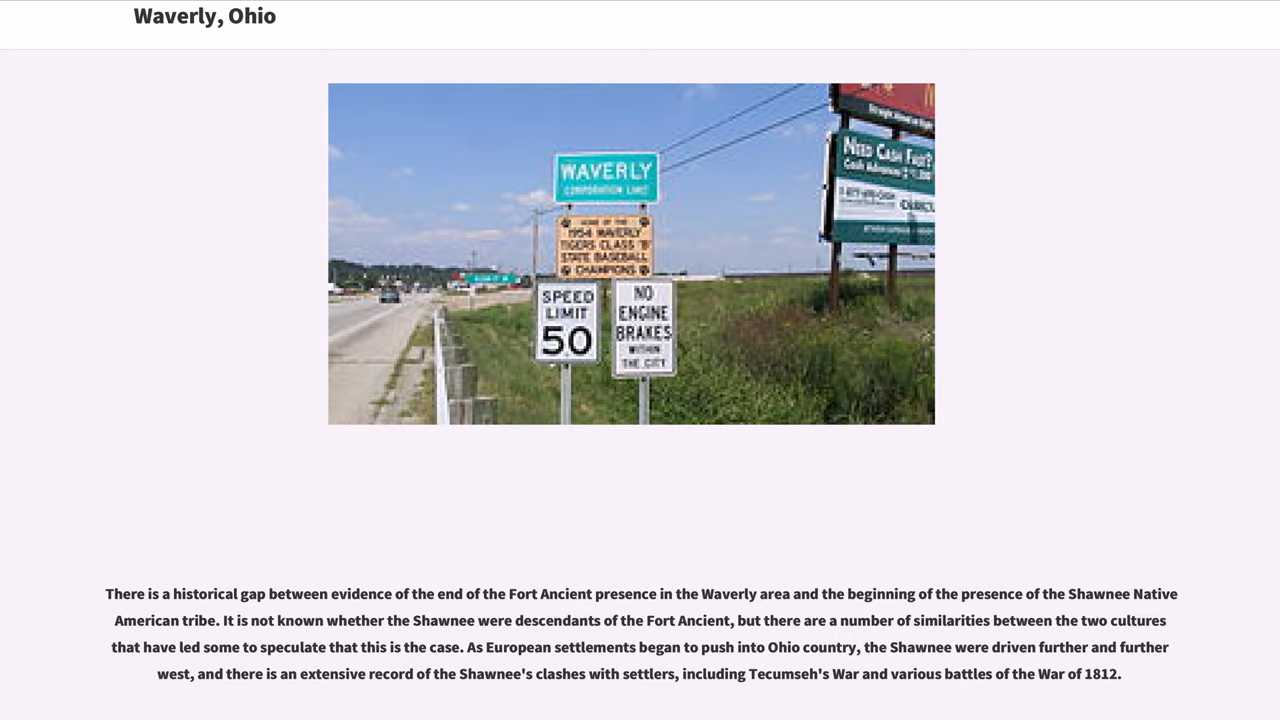 Waverly, Ohio
WAVERLY
CORPORATION LIMIT
HOME OF THE
1954 WAVERLY
TIGERS CLASS "B"
STATE BASEBALL
CHAMPIONS
SPEED
LIMIT
50
NO
ENGINE
BRAKES
WITHIN
THE CITY
NEED CASH FAST?
Cash Advances
There is a historical gap between evidence of the end of the Fort Ancient presence in the Waverly area and the beginning of the presence of the Shawnee Native
American tribe. It is not known whether the Shawnee were descendants of the Fort Ancient, but there are a number of similarities between the two cultures
that have led some to speculate that this is the case. As European settlements began to push into Ohio country, the Shawnee were driven further and further
west, and there is an extensive record of the Shawnee's clashes with settlers, including Tecumseh's War and various battles of the War of 1812.